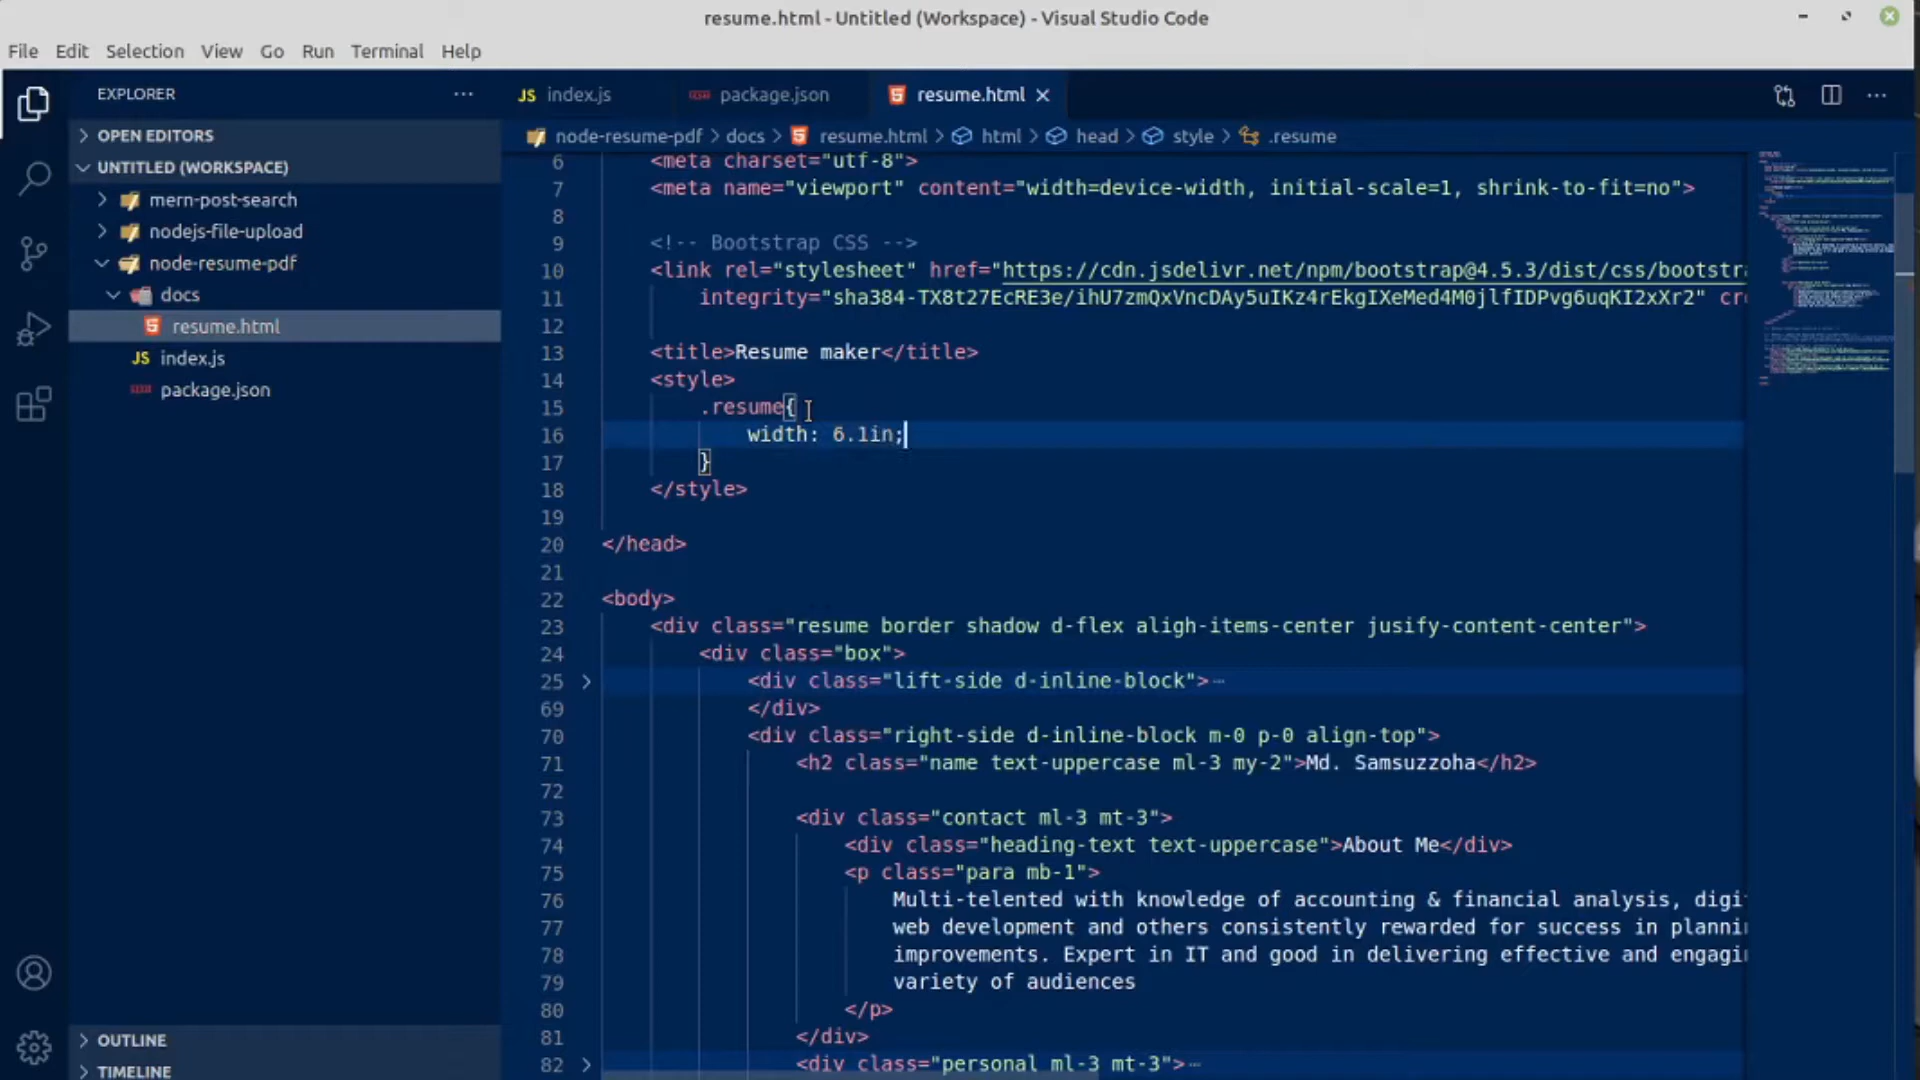 resume.html - Untitled (Workspace) - Visual Studio Code
File Edit Selection View Go Run Terminal Help
EXPLORER
OPEN EDITORS
UNTITLED (WORKSPACE)
mern-post-search
nodejs-file-upload
node-resume-pdf
docs
resume.html
JS index.js
package.json
OUTLINE
TIMELINE
JS index.js package.json resume.html
node-resume-pdf > docs > resume.html > html > head > style > .resume
6 <meta charset="utf-8">
7 <meta name="viewport" content="width=device-width, initial-scale=1, shrink-to-fit=no">
8
9 <!-- Bootstrap CSS -->
10 <link rel="stylesheet" href="https://cdn.jsdelivr.net/npm/bootstrap@4.5.3/dist/css/bootstr
11 integrity="sha384-TX8t27EcRE3e/ihU7zmQxVncDAy5uIKz4rEkgIXeMed4M0jlfIDPvg6uqKI2xXr2" cr
12
13 <title>Resume maker</title>
14 <style>
15 .resume{
16 width: 6.1in;
17 }
18 </style>
19
20 </head>
21
22 <body>
23 <div class="resume border shadow d-flex aligh-items-center jusify-content-center">
24 <div class="box">
25 <div class="lift-side d-inline-block">
69 </div>
70 <div class="right-side d-inline-block m-0 p-0 align-top">
71 <h2 class="name text-uppercase ml-3 my-2">Md. Samsuzzoha</h2>
72
73 <div class="contact ml-3 mt-3">
74 <div class="heading-text text-uppercase">About Me</div>
75 <p class="para mb-1">
76 Multi-telented with knowledge of accounting & financial analysis, digi
77 web development and others consistently rewarded for success in planni
78 improvements. Expert in IT and good in delivering effective and engagi
79 variety of audiences
80 </p>
81 </div>
82 <div class="personal ml-3 mt-3">